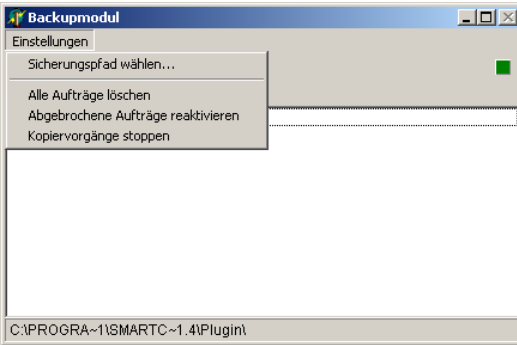 Backupmodul
Einstellungen
Sicherungspfad wählen...
Alle Aufträge löschen
Abgebrochene Aufträge reaktivieren
Kopiervorgänge stoppen
C:\PROGRA~1\SMARTC~1.4\Plugin\